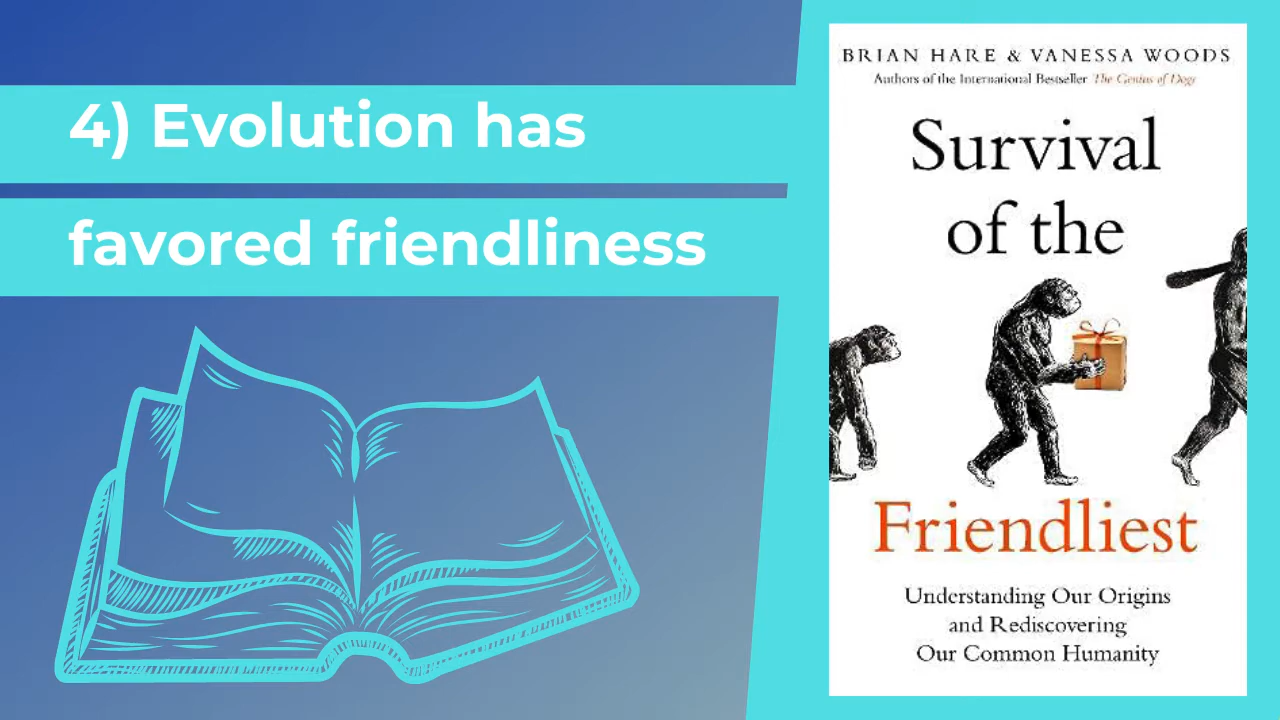 4) Evolution has
favored friendliness
BRIAN HARE & VANESSA WOODS
Authors of the International Bestseller The Genius of Dogs
Survival
of the
Friendliest
Understanding Our Origins
and Rediscovering
Our Common Humanity